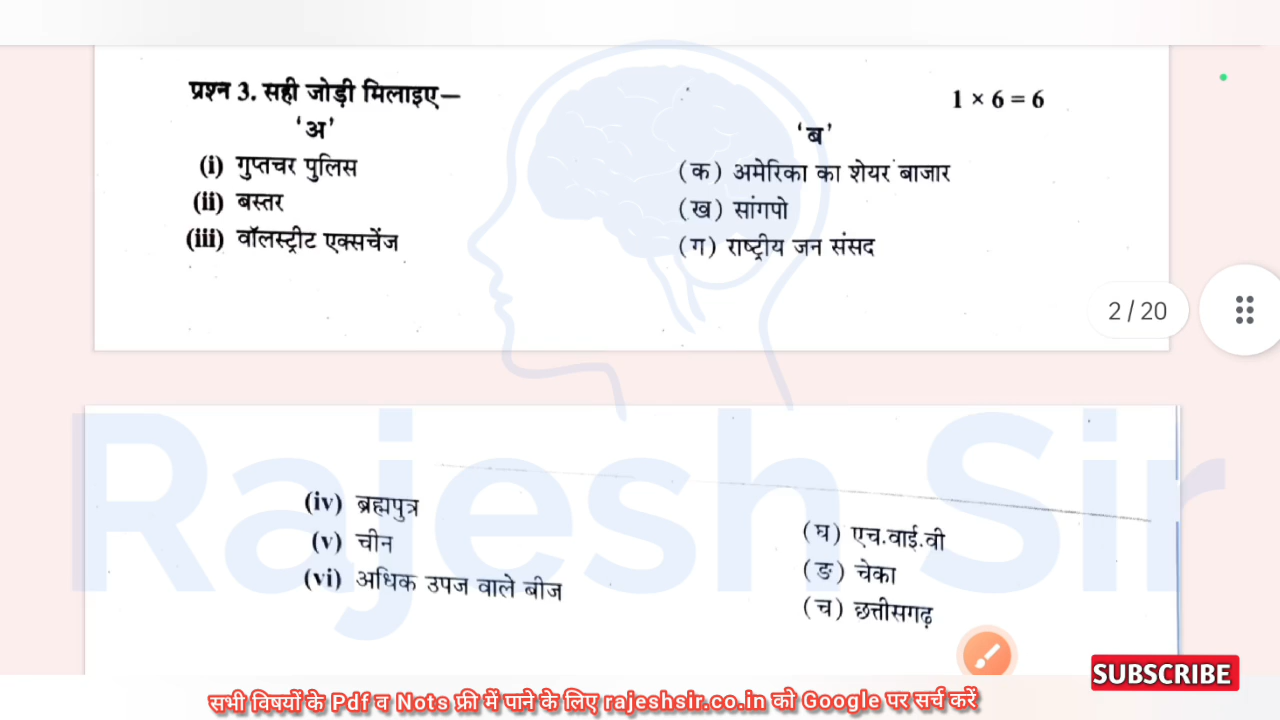 प्रश्न 3. सही जोड़ी मिलाइए— 1 × 6 = 6
‘अ’ ‘ब’
(i) गुप्तचर पुलिस (क) अमेरिका का शेयर बाजार
(ii) बस्तर (ख) सांगपो
(iii) वॉलस्ट्रीट एक्सचेंज (ग) राष्ट्रीय जन संसद
2 / 20
Rajesh Sir
(iv) ब्रह्मपुत्र (घ) एच.वाई.वी
(v) चीन (ङ) चेका
(vi) अधिक उपज वाले बीज (च) छत्तीसगढ़
SUBSCRIBE
सभी विषयों के Pdf व Nots फ्री में पाने के लिए rajeshsir.co.in को Google पर सर्च करें